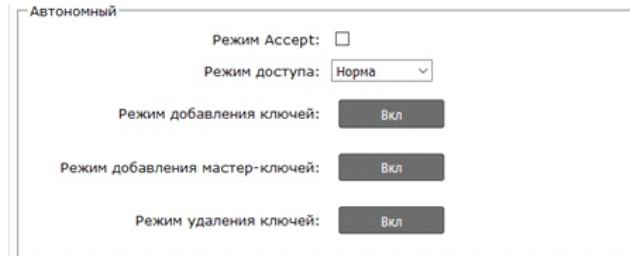 Автономный
Режим Accept:
Режим доступа: Норма
Режим добавления ключей: Вкл
Режим добавления мастер-ключей: Вкл
Режим удаления ключей: Вкл